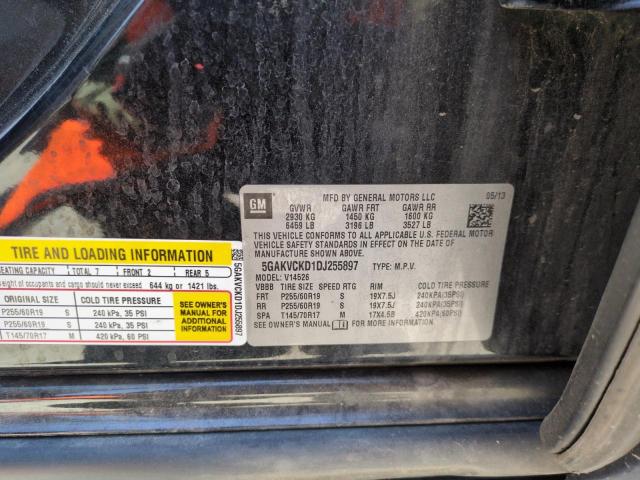 GM
MFD BY GENERAL MOTORS LLC 05/13
GVWR GAWR FRT GAWR RR
2930 KG 1450 KG 1600 KG
6459 LB 3196 LB 3527 LB
THIS VEHICLE CONFORMS TO ALL APPLICABLE U.S. FEDERAL
MOTOR VEHICLE SAFETY STANDARDS IN EFFECT ON THE DATE OF
MANUFACTURE SHOWN ABOVE.
5GAKVCKD1DJ255897 TYPE: M.P.V.
MODEL: V14526
VBBB TIRE SIZE SPEED RTG RIM COLD TIRE PRESSURE
FRT P255/60R19 S 19X7.5J 240KPA(35PSI)
RR P255/60R19 S 19X7.5J 240KPA(35PSI)
SPA T145/70R17 M 17X4.5B 420KPA(60PSI)
SEE OWNER'S MANUAL FOR MORE INFORMATION.
TIRE AND LOADING INFORMATION
SEATING CAPACITY TOTAL 7 FRONT 2 REAR 5
weight of occupants and cargo should never exceed 644 kg or 1421 lbs.
ORIGINAL SIZE COLD TIRE PRESSURE
P255/60R19 S 240 kPa, 35 PSI
P255/60R19 S 240 kPa, 35 PSI
T145/70R17 M 420 kPa, 60 PSI
SEE OWNER'S
MANUAL FOR
ADDITIONAL
INFORMATION
5GAKVCKD1DJ255897